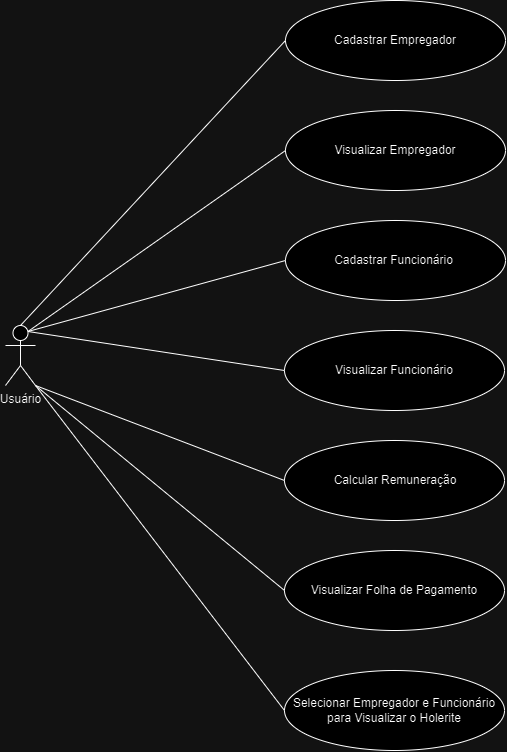 Cadastrar Empregador
Visualizar Empregador
Cadastrar Funcionário
Visualizar Funcionário
Usuário
Calcular Remuneração
Visualizar Folha de Pagamento
Selecionar Empregador e Funcionário
para Visualizar o Holerite